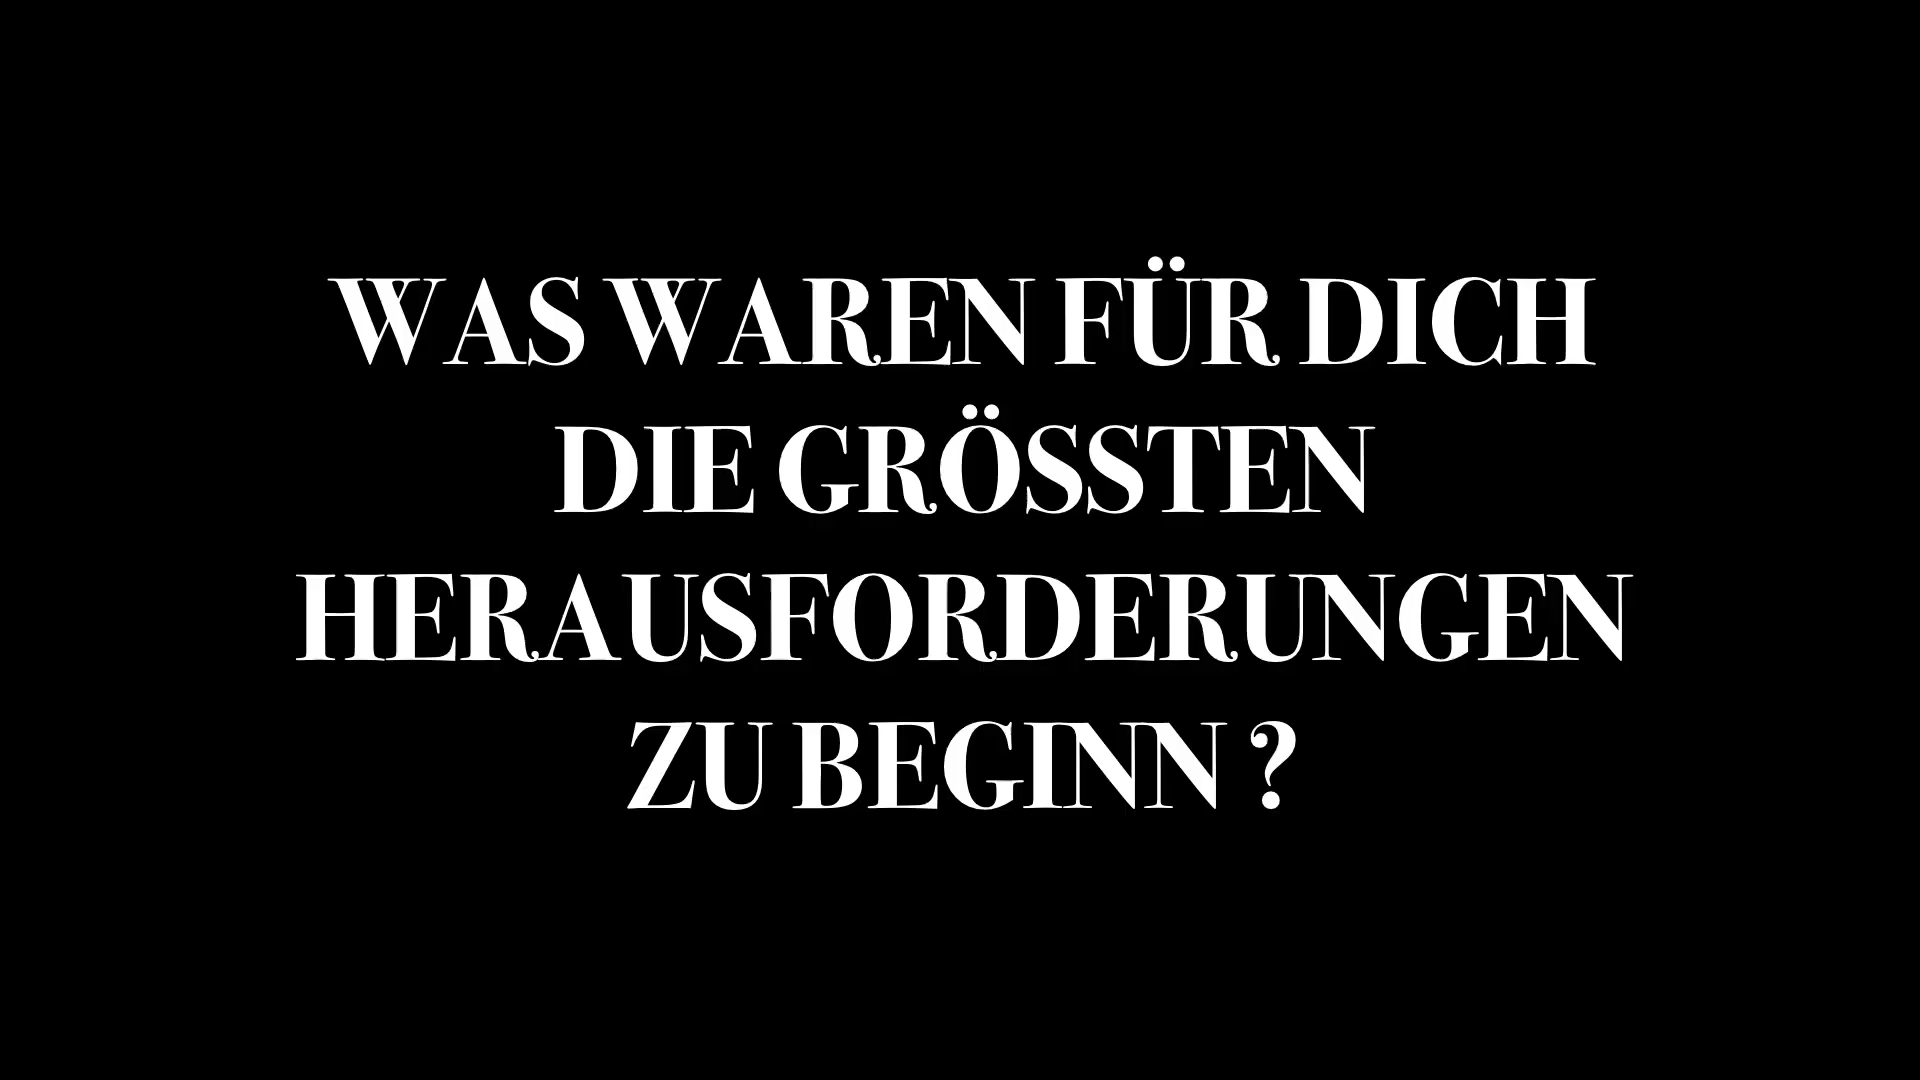 WAS WAREN FÜR DICH
DIE GRÖSSTEN
HERAUSFORDERUNGEN
ZU BEGINN ?